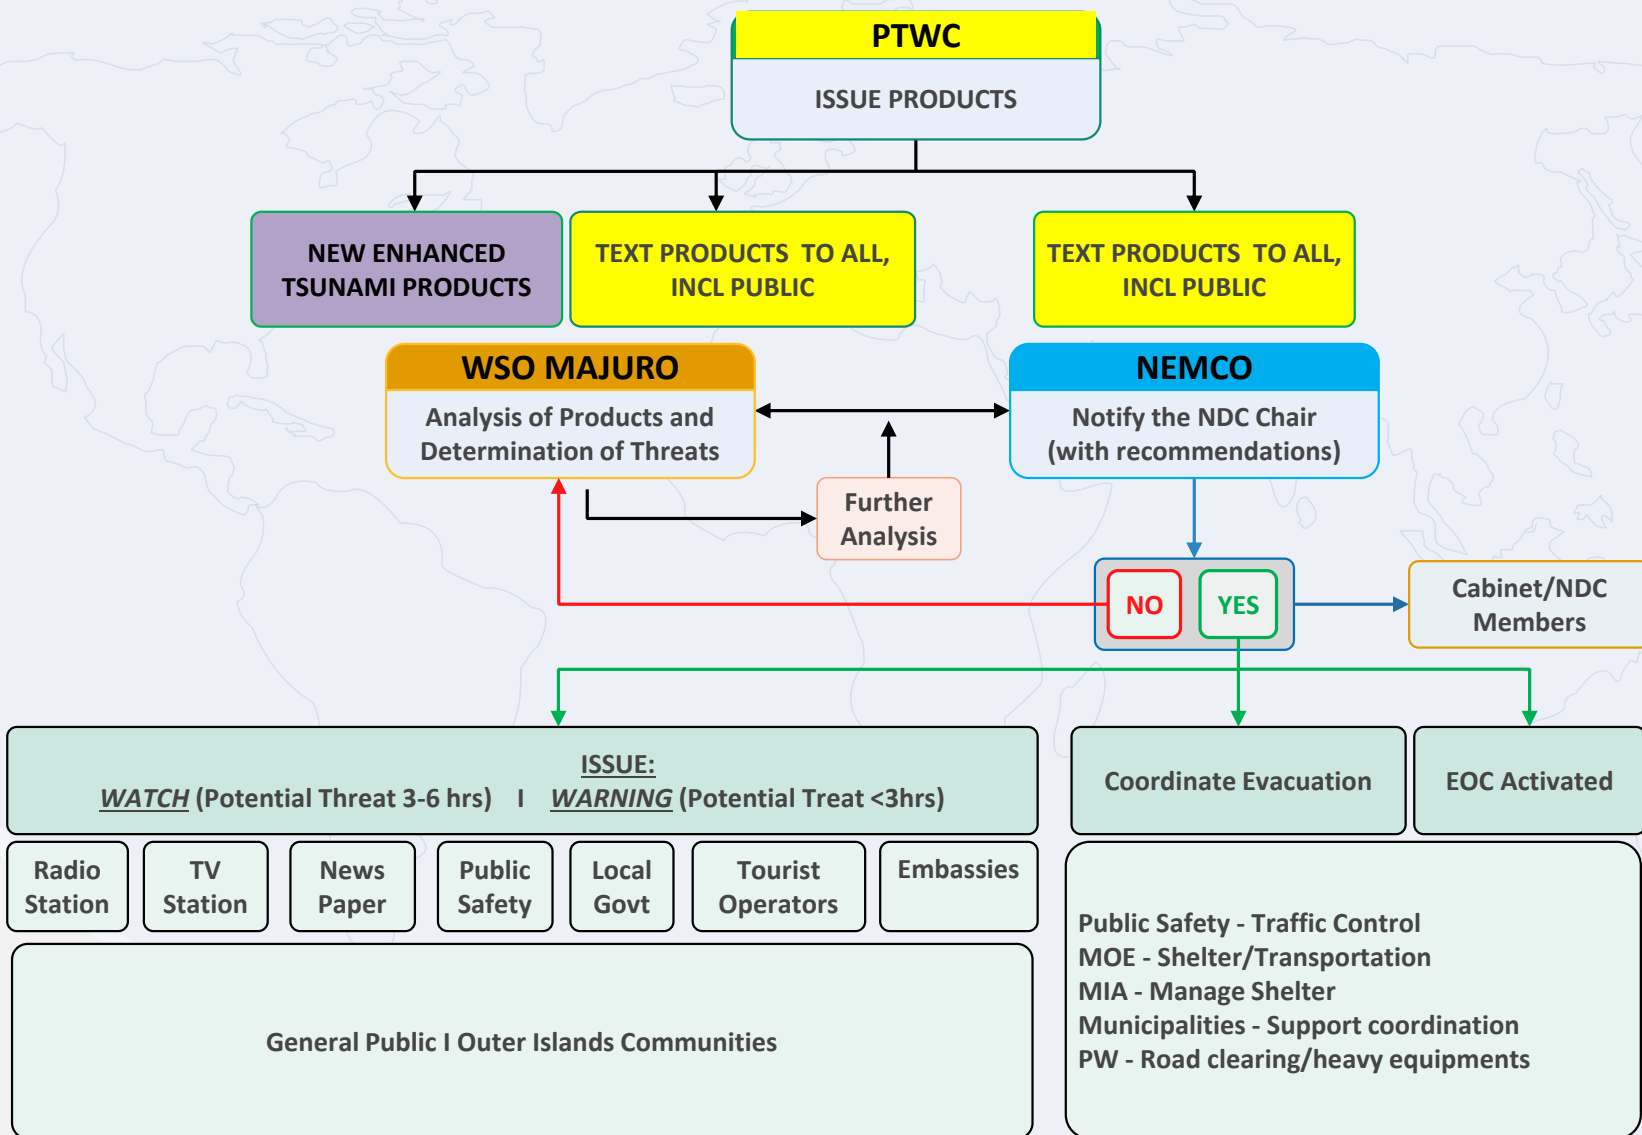 PTWC
ISSUE PRODUCTS
NEW ENHANCED
TSUNAMI PRODUCTS
TEXT PRODUCTS  TO ALL,
INCL PUBLIC
TEXT PRODUCTS  TO ALL,
INCL PUBLIC
WSO MAJURO
Analysis of Products and
Determination of Threats
NEMCO
Notify the NDC Chair
(with recommendations)
Further
Analysis
NO
YES
Cabinet/NDC
Members
ISSUE:
WATCH (Potential Threat 3-6 hrs)   I   WARNING (Potential Treat <3hrs)
Coordinate Evacuation
EOC Activated
Radio
Station
TV
Station
News
Paper
Public
Safety
Local
Govt
Tourist
Operators
Embassies
General Public I Outer Islands Communities
Public Safety - Traffic Control
MOE - Shelter/Transportation
MIA - Manage Shelter
Municipalities - Support coordination
PW - Road clearing/heavy equipments